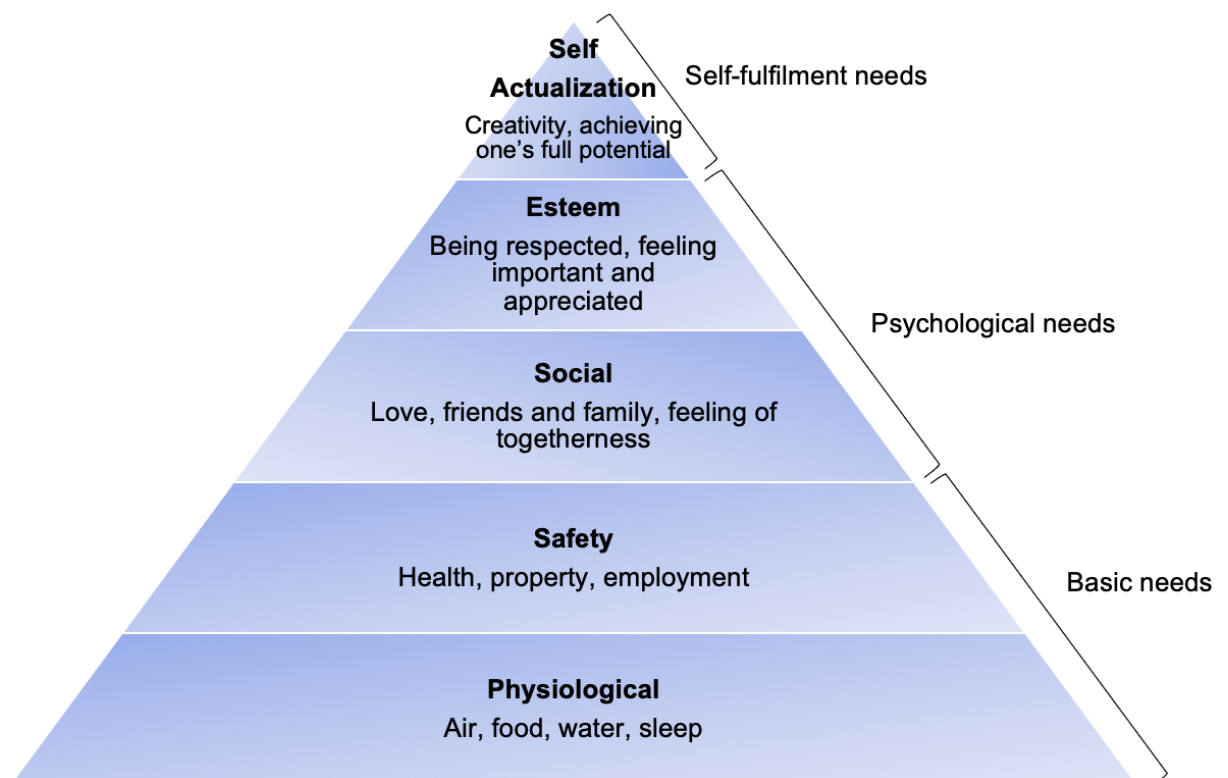 Self
Actualization
Creativity, achieving
one's full potential
Self-fulfilment needs
Esteem
Being respected, feeling
important and
appreciated
Psychological needs
Social
Love, friends and family, feeling of
togetherness
Safety
Health, property, employment
Basic needs
Physiological
Air, food, water, sleep